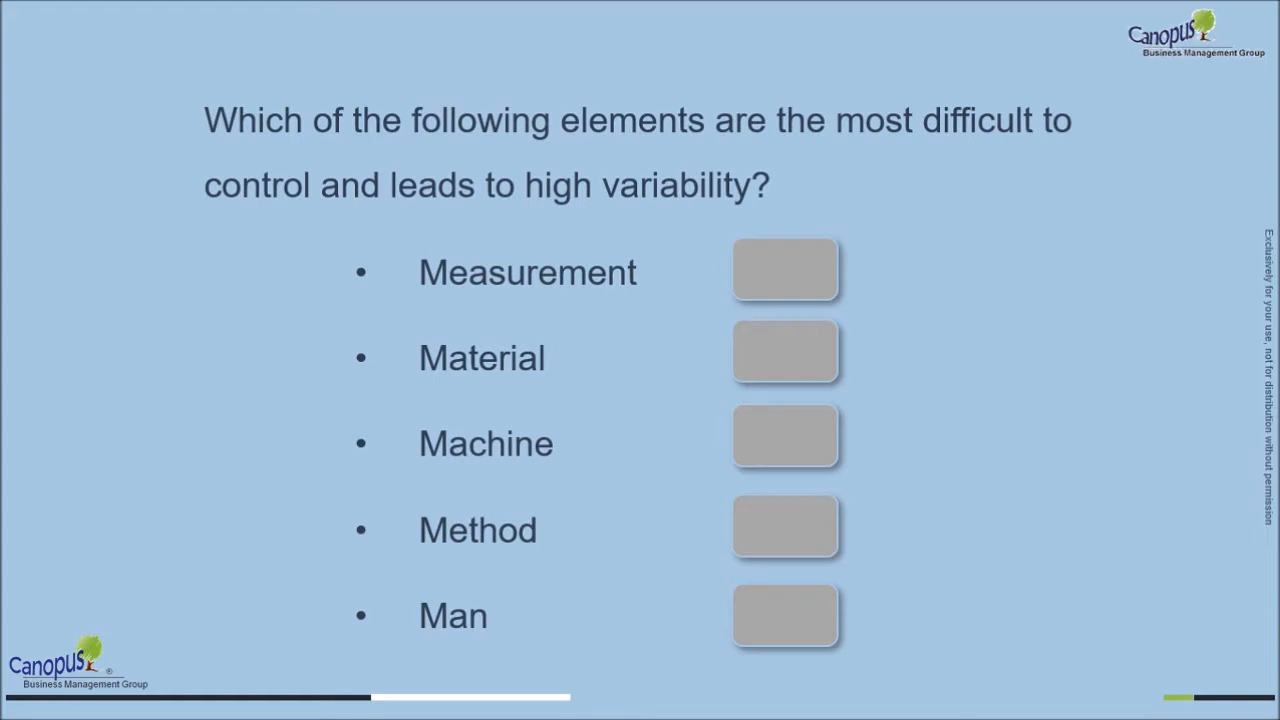 Canopus
Business Management Group
Which of the following elements are the most difficult to
control and leads to high variability?
• Measurement
• Material
• Machine
• Method
• Man
Exclusively for your use, not for distribution without permission
Canopus ®
Business Management Group